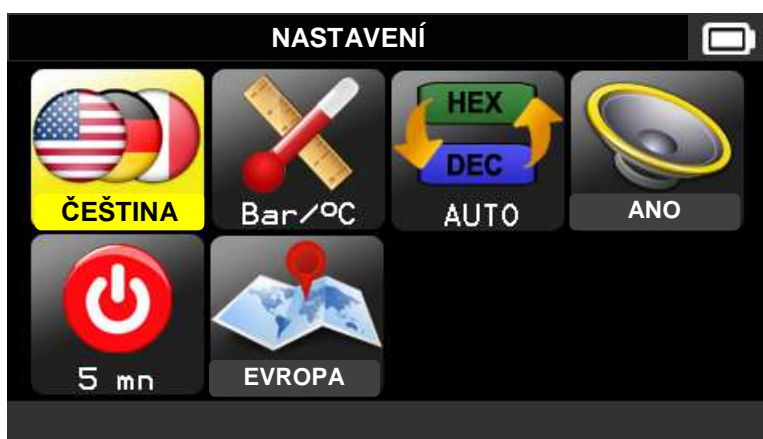 NASTAVENÍ
HEX
DEC
ČEŠTINA
Bar/ºC
AUTO
ANO
5 mn
EVROPA